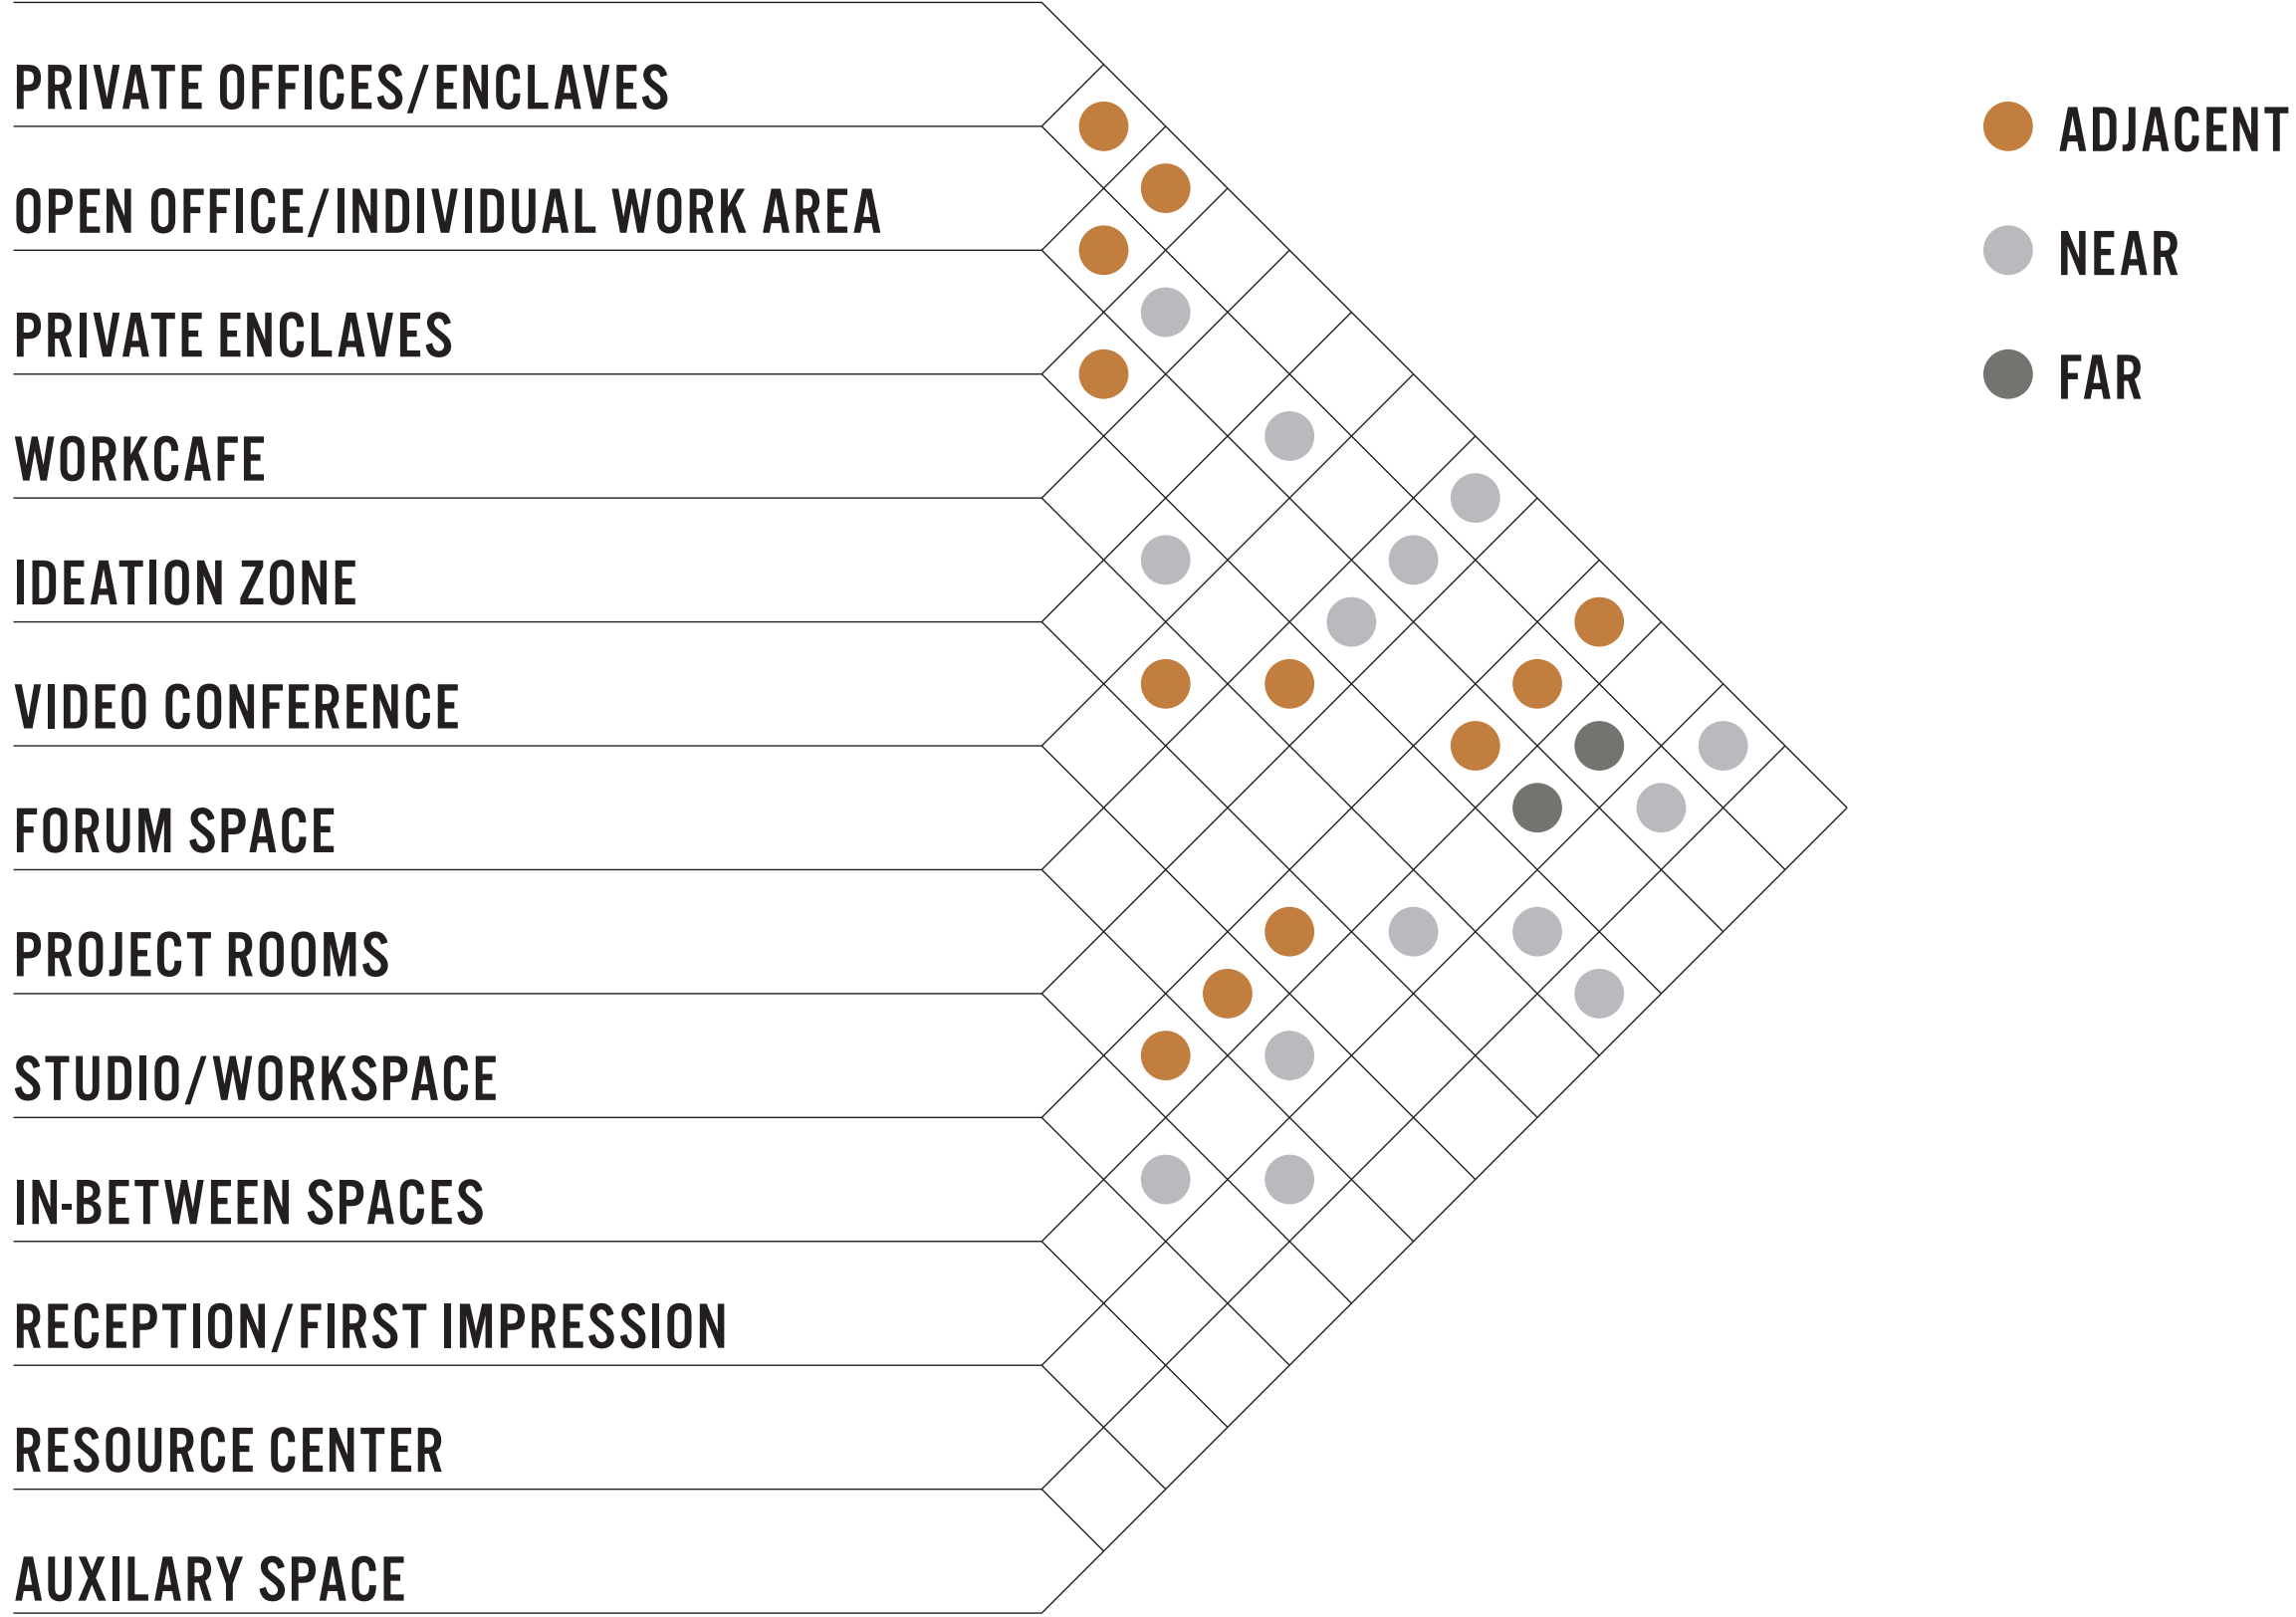 PRIVATE OFFICES/ENCLAVES
OPEN OFFICE/INDIVIDUAL WORK AREA
PRIVATE ENCLAVES
WORKCAFE
IDEATION ZONE
VIDEO CONFERENCE
FORUM SPACE
PROJECT ROOMS
STUDIO/WORKSPACE
IN-BETWEEN SPACES
RECEPTION/FIRST IMPRESSION
RESOURCE CENTER
AUXILARY SPACE
ADJACENT
NEAR
FAR